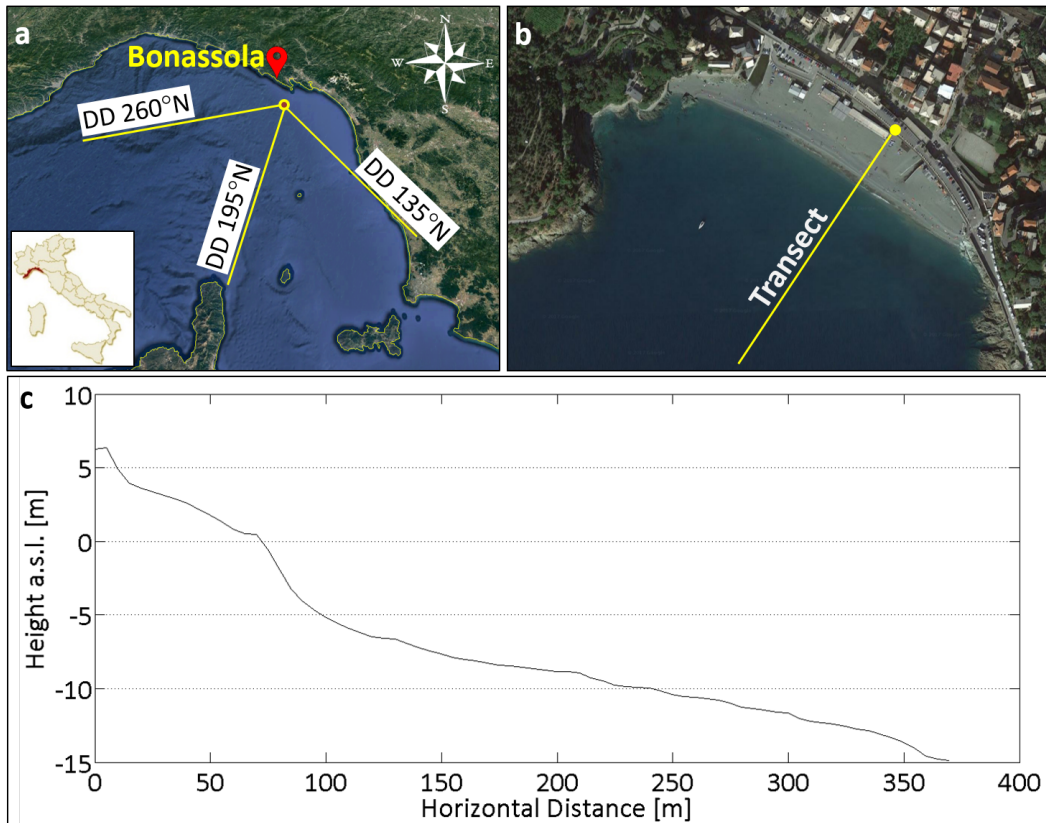 a
Bonassola
N
W E
S
DD 260°N
DD 195°N
DD 135°N
b
Transect
c
Height a.s.l. [m]
10
5
0
-5
-10
-15
0 50 100 150 200 250 300 350 400
Horizontal Distance [m]